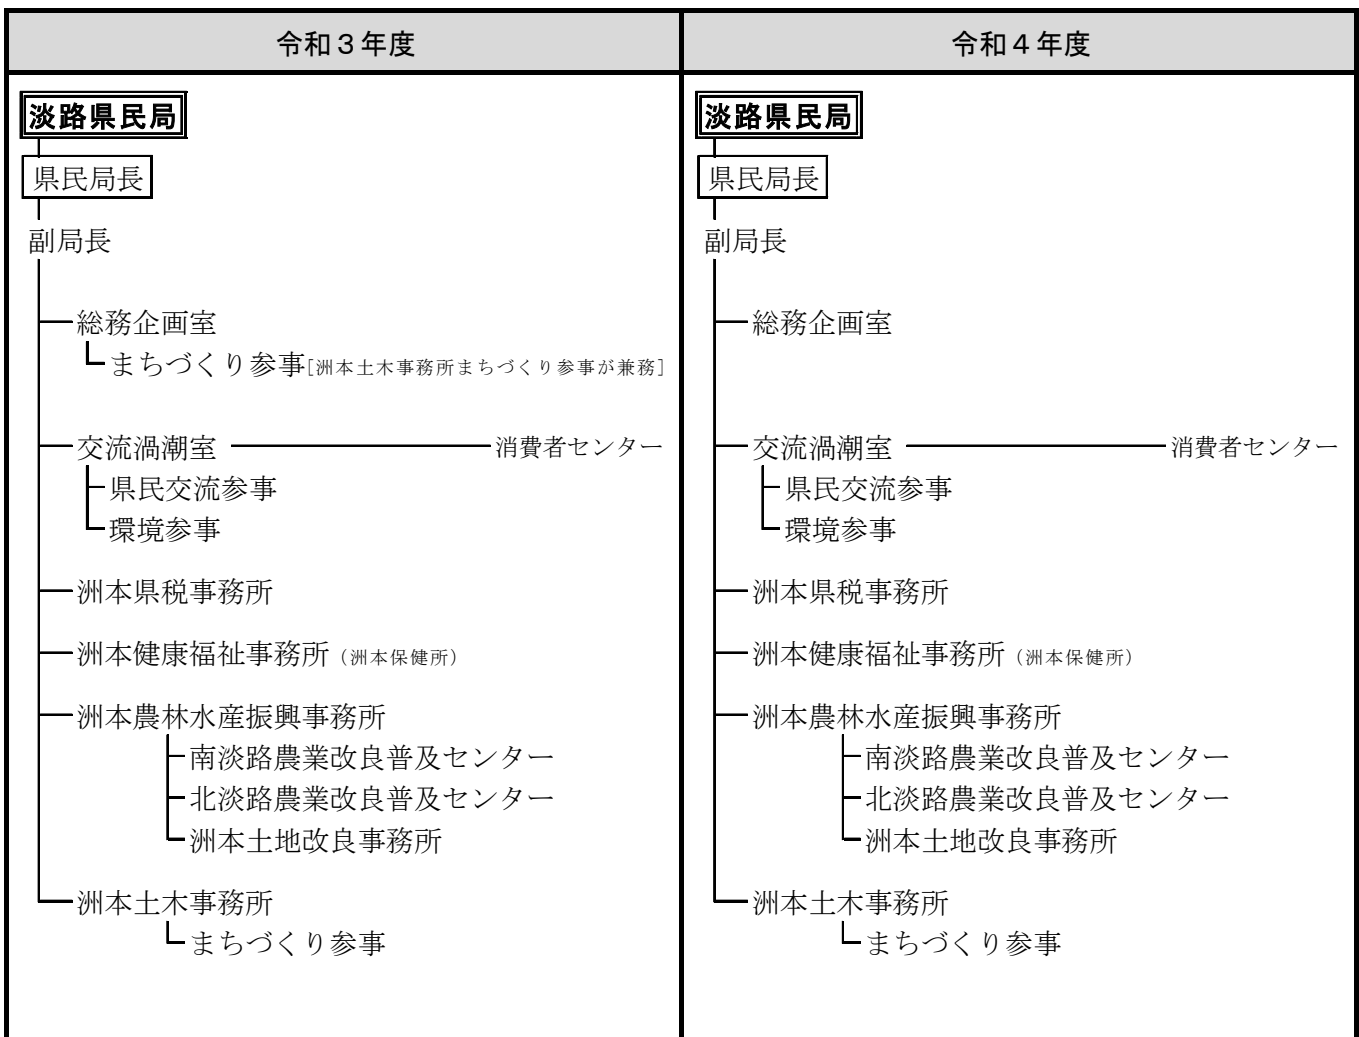 令和３年度
淡路県民局
県民局長
副局長
総務企画室
まちづくり参事[洲本土木事務所まちづくり参事が兼務]
交流渦潮室 消費者センター
県民交流参事
環境参事
洲本県税事務所
洲本健康福祉事務所（洲本保健所）
洲本農林水産振興事務所
南淡路農業改良普及センター
北淡路農業改良普及センター
洲本土地改良事務所
洲本土木事務所
まちづくり参事
令和４年度
淡路県民局
県民局長
副局長
総務企画室
交流渦潮室 消費者センター
県民交流参事
環境参事
洲本県税事務所
洲本健康福祉事務所（洲本保健所）
洲本農林水産振興事務所
南淡路農業改良普及センター
北淡路農業改良普及センター
洲本土地改良事務所
洲本土木事務所
まちづくり参事